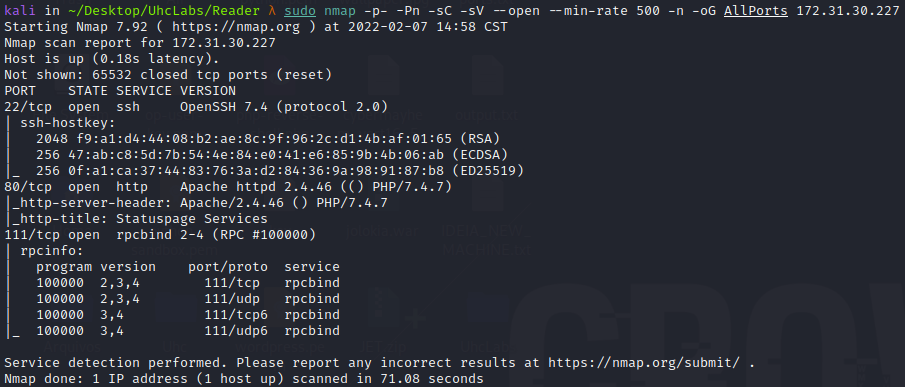 kali in ~/Desktop/UhcLabs/Reader λ sudo nmap -p- -Pn -sC -sV --open --min-rate 500 -n -oG AllPorts 172.31.30.227
Starting Nmap 7.92 ( https://nmap.org ) at 2022-02-07 14:58 CST
Nmap scan report for 172.31.30.227
Host is up (0.18s latency).
Not shown: 65532 closed tcp ports (reset)
PORT    STATE SERVICE VERSION
22/tcp  open  ssh     OpenSSH 7.4 (protocol 2.0)
| ssh-hostkey:
|   2048 f9:a1:d4:44:08:b2:ae:8c:9f:96:2c:d1:4b:af:01:65 (RSA)
|   256 47:ab:c8:5d:7b:54:4e:84:e0:41:e6:85:9b:4b:06:ab (ECDSA)
|_  256 0f:a1:ca:37:44:83:76:3a:d2:84:36:9a:98:91:87:b8 (ED25519)
80/tcp  open  http    Apache httpd 2.4.46 (() PHP/7.4.7)
|_http-server-header: Apache/2.4.46 () PHP/7.4.7
|_http-title: Statuspage Services
111/tcp open  rpcbind 2-4 (RPC #100000)
| rpcinfo:
|   program version    port/proto  service
|   100000  2,3,4        111/tcp   rpcbind
|   100000  2,3,4        111/udp   rpcbind
|   100000  3,4          111/tcp6  rpcbind
|_  100000  3,4          111/udp6  rpcbind

Service detection performed. Please report any incorrect results at https://nmap.org/submit/ .
Nmap done: 1 IP address (1 host up) scanned in 71.08 seconds